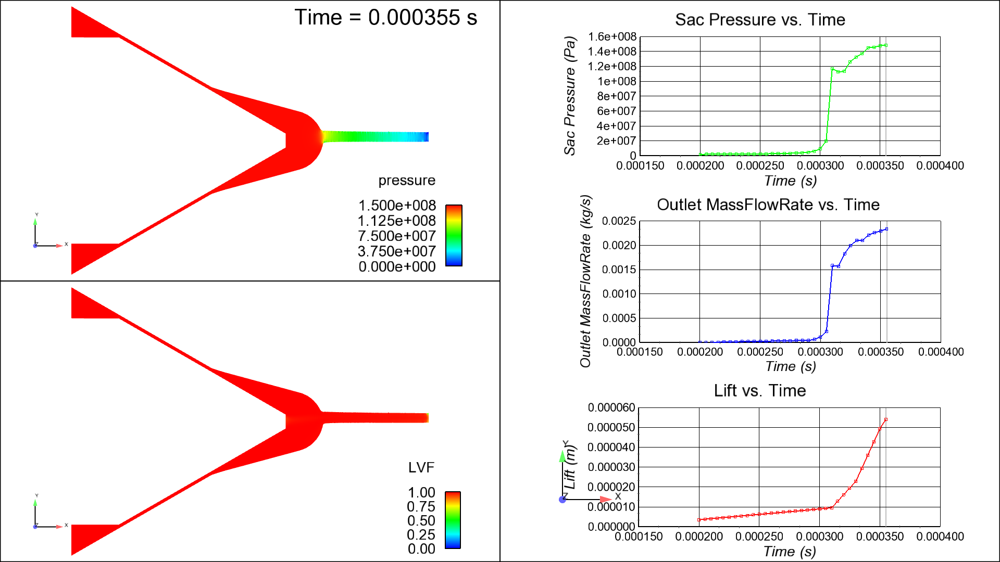 Time = 0.000355 s
pressure
1.500e+008
1.125e+008
7.500e+007
3.750e+007
0.000e+000
Y
X
Z
LVF
1.00
0.75
0.50
0.25
0.00
Y
X
Z
Sac Pressure vs. Time
Sac Pressure (Pa)
1.6e+008
1.4e+008
1.2e+008
1e+008
8e+007
6e+007
4e+007
2e+007
0
0.000150 0.000200 0.000250 0.000300 0.000350 0.000400
Time (s)
Outlet MassFlowRate vs. Time
Outlet MassFlowRate (kg/s)
0.0025
0.0020
0.0015
0.0010
0.0005
0.0000
0.000150 0.000200 0.000250 0.000300 0.000350 0.000400
Time (s)
Lift vs. Time
Lift (m)
0.000060
0.000050
0.000040
0.000030
0.000020
0.000010
0.000000
0.000150 0.000200 0.000250 0.000300 0.000350 0.000400
Time (s)
Y
X
Z